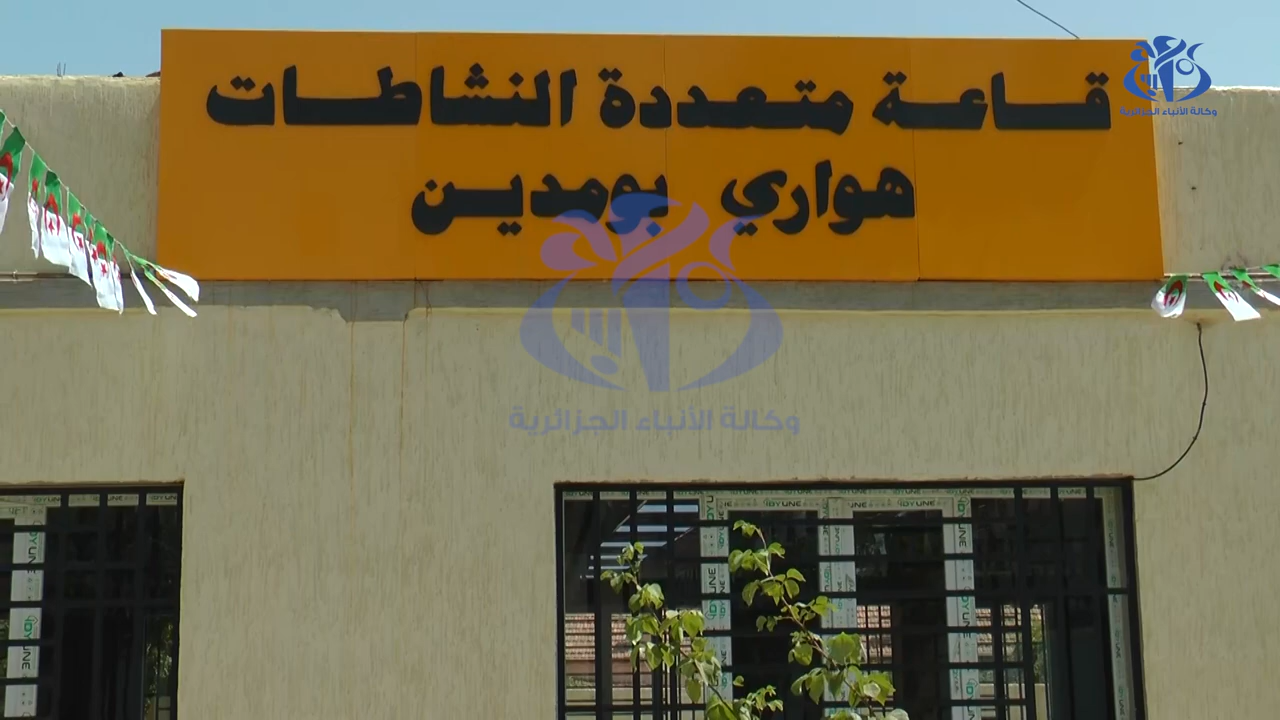 قاعة متعددة النشاطات
هواري بومدين
وكالة الأنباء الجزائرية
وكالة الأنباء الجزائرية